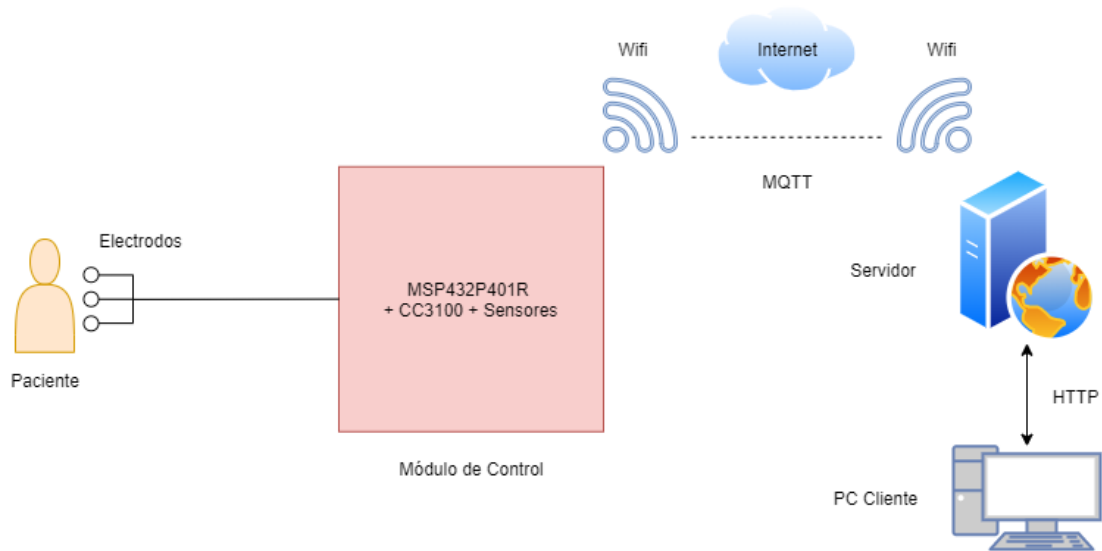 Wifi
Internet
Wifi
MQTT
Electrodos
MSP432P401R
+ CC3100 + Sensores
Servidor
Paciente
HTTP
Módulo de Control
PC Cliente